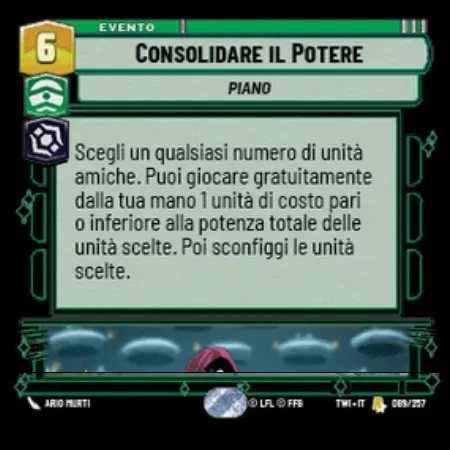 EVENTO
6
CONSOLIDARE IL POTERE
PIANO
Scegli un qualsiasi numero di unità
amiche. Puoi giocare gratuitamente
dalla tua mano 1 unità di costo pari
o inferiore alla potenza totale delle
unità scelte. Poi sconfiggi le unità
scelte.
ARIO MURTI
© LFL © FFG
TWI • IT
089/257